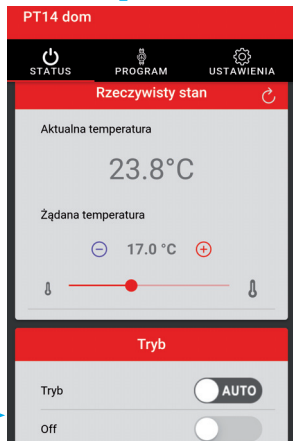 PT14 dom
STATUS PROGRAM USTAWIENIA
Rzeczywisty stan
Aktualna temperatura
23.8°C
Żądana temperatura
17.0 °C
Tryb
Tryb AUTO
Off